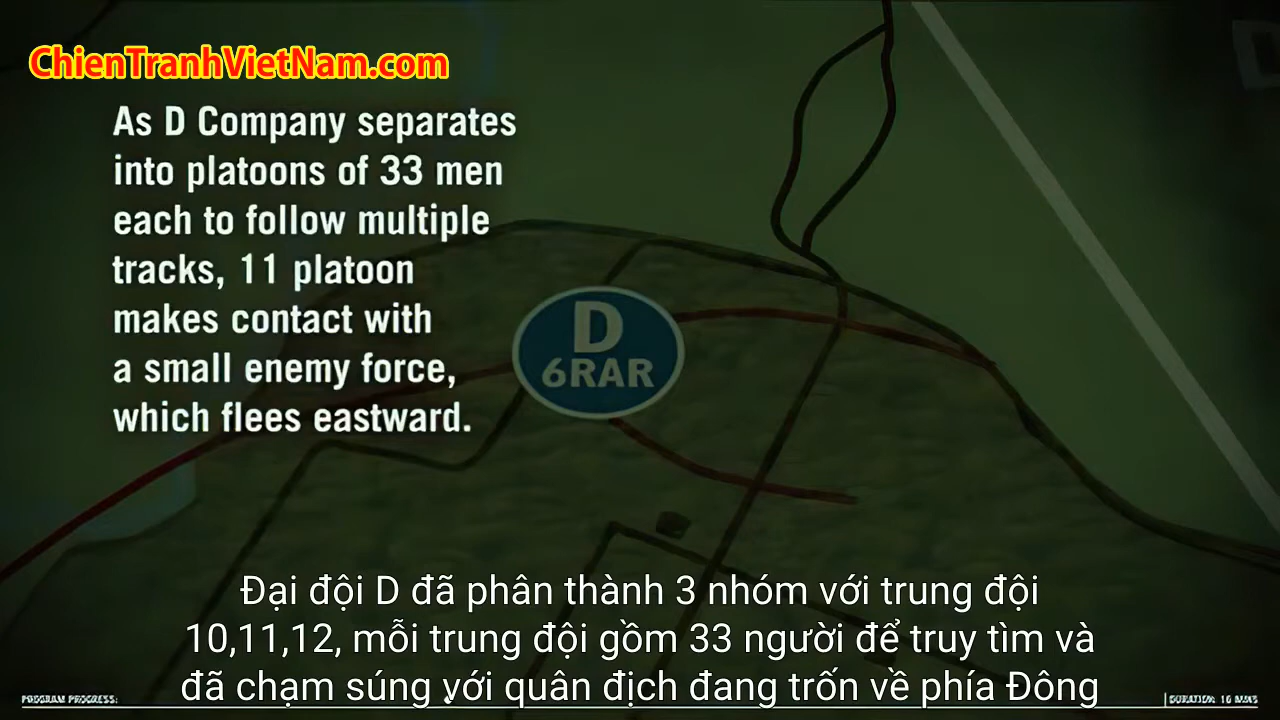 ChienTranhVietNam.com
As D Company separates
into platoons of 33 men
each to follow multiple
tracks, 11 platoon
makes contact with
a small enemy force,
which flees eastward.
D
6RAR
Đại đội D đã phân thành 3 nhóm với trung đội
10,11,12, mỗi trung đội gồm 33 người để truy tìm và
đã chạm súng với quân địch đang trốn về phía Đông
PROGRAM PROGRESS:
DURATION: 16 MINS